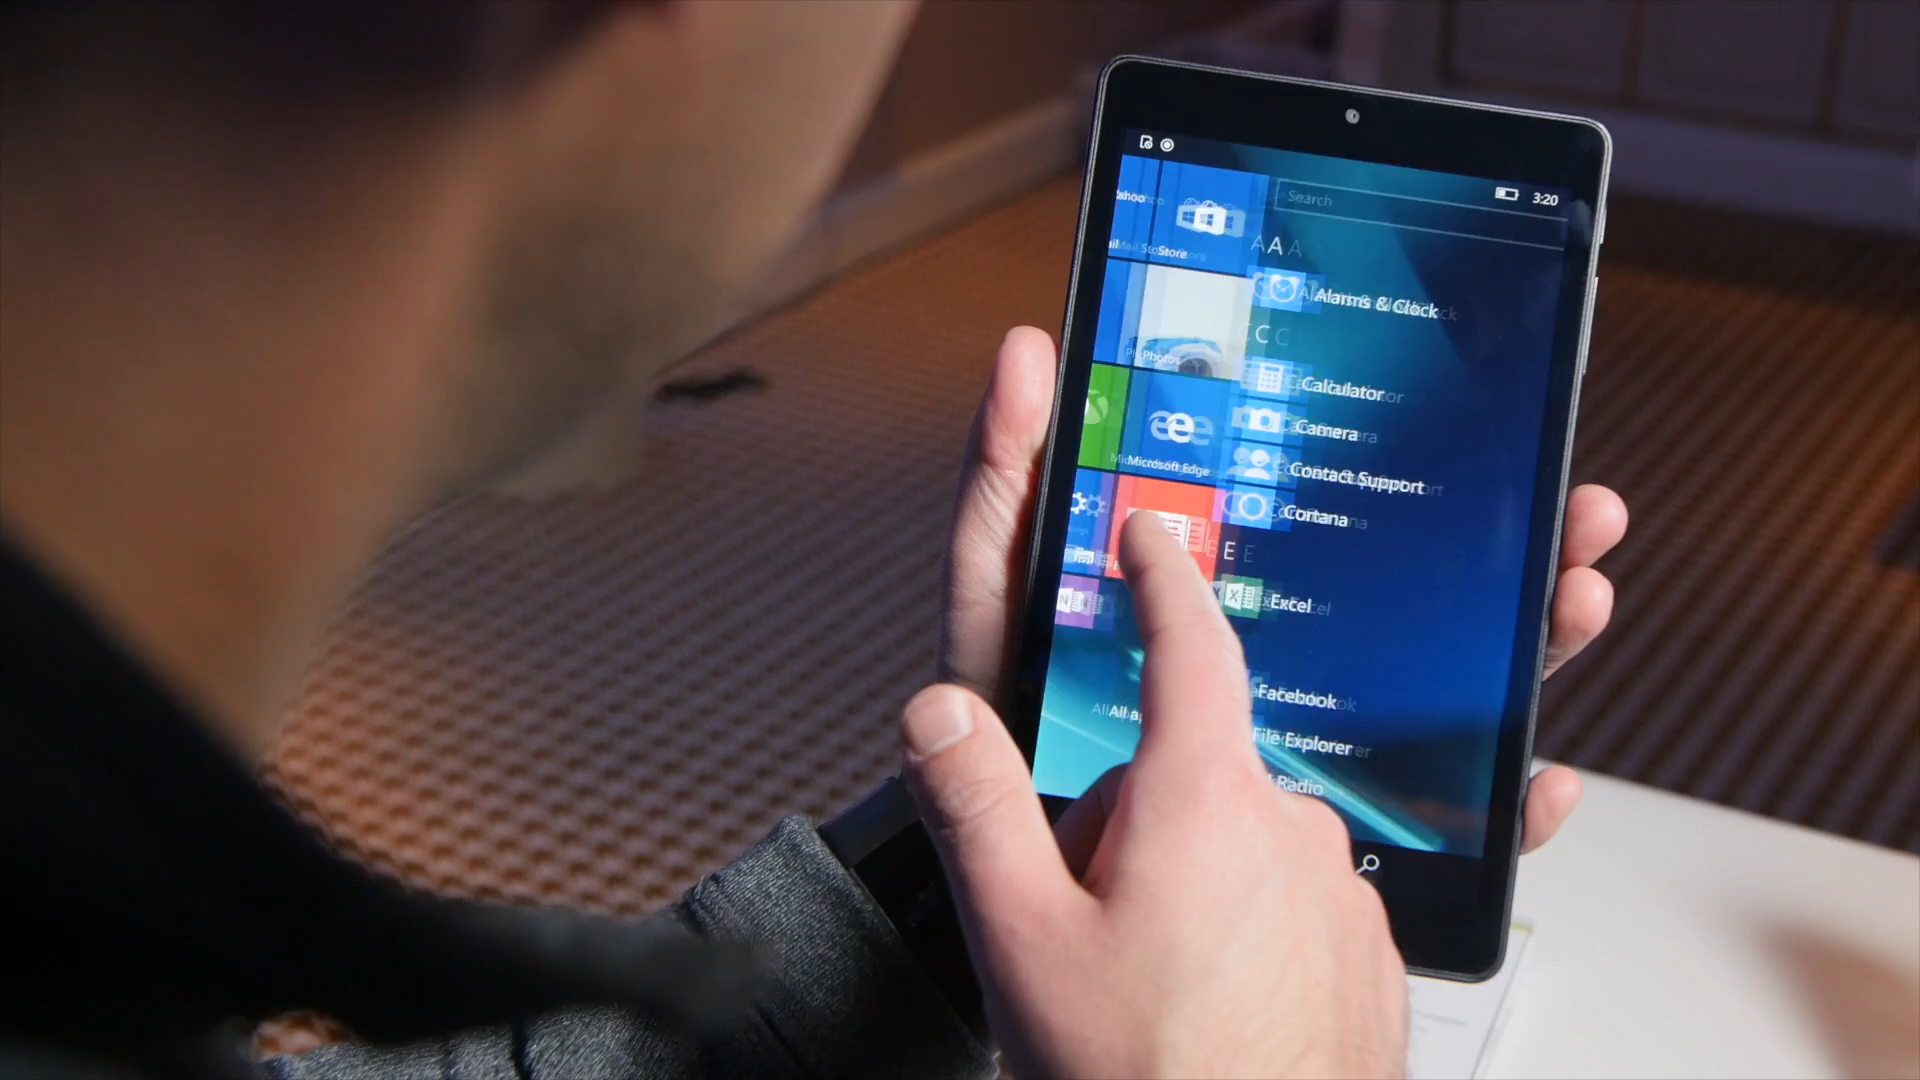 3:20
Search
Store
A
Alarms & Clock
C
Photos
Calculator
Camera
Microsoft Edge
Contact Support
Cortana
E
Excel
Facebook
All a
File Explorer
Radio